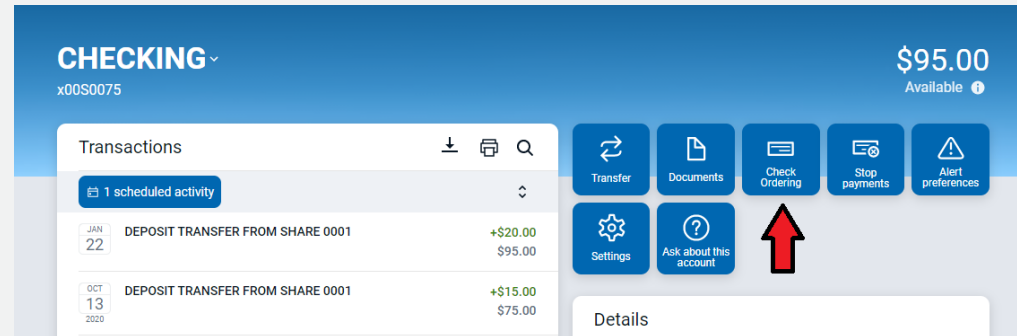 CHECKING
x00S0075
$95.00
Available
Transactions
1 scheduled activity
JAN
22
DEPOSIT TRANSFER FROM SHARE 0001
+$20.00
$95.00
OCT
13
2020
DEPOSIT TRANSFER FROM SHARE 0001
+$15.00
$75.00
Transfer
Documents
Check
Ordering
Stop
payments
Alert
preferences
Settings
Ask about this
account
Details